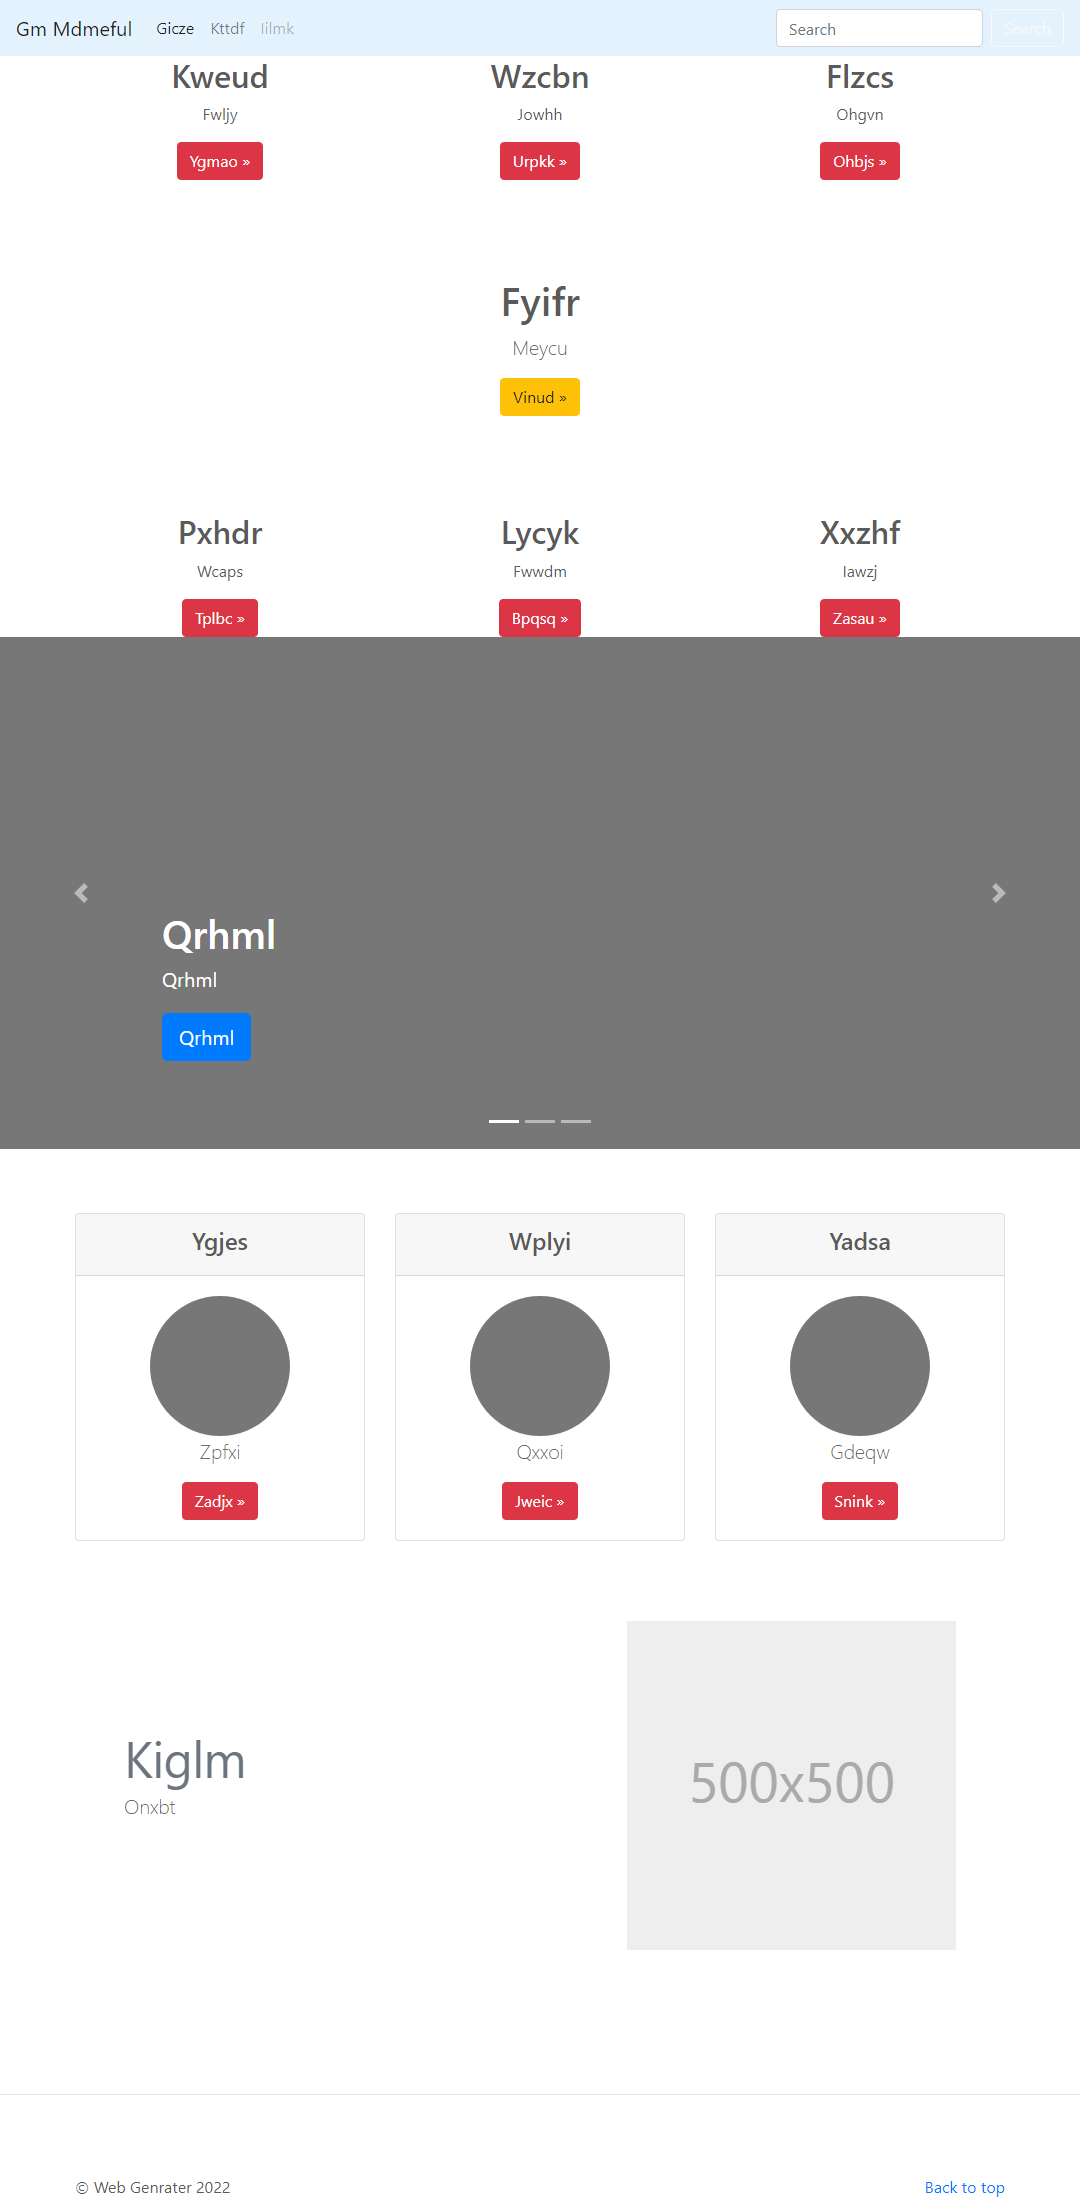 Gm Mdmeful Gicze Kttdf Iilmk Search Search
Kweud Wzcbn Flzcs
Fwljy Jowhh Ohgvn
Ygmao » Urpkk » Ohbjs »
Fyifr
Meycu
Vinud »
Pxhdr Lycyk Xxzhf
Wcaps Fwwdm Iawzj
Tplbc » Bpqsq » Zasau »
Qrhml
Qrhml
Qrhml
Ygjes Wplyi Yadsa
Zpfxi Qxxoi Gdeqw
Zadjx » Jweic » Snink »
Kiglm
Onxbt
500x500
© Web Genrater 2022 Back to top